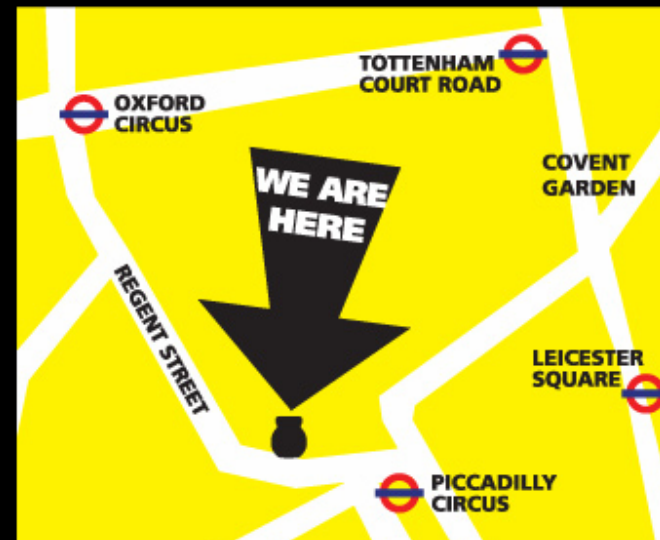 TOTTENHAM
COURT ROAD
OXFORD
CIRCUS
WE ARE
HERE
COVENT
GARDEN
REGENT STREET
LEICESTER
SQUARE
PICCADILLY
CIRCUS